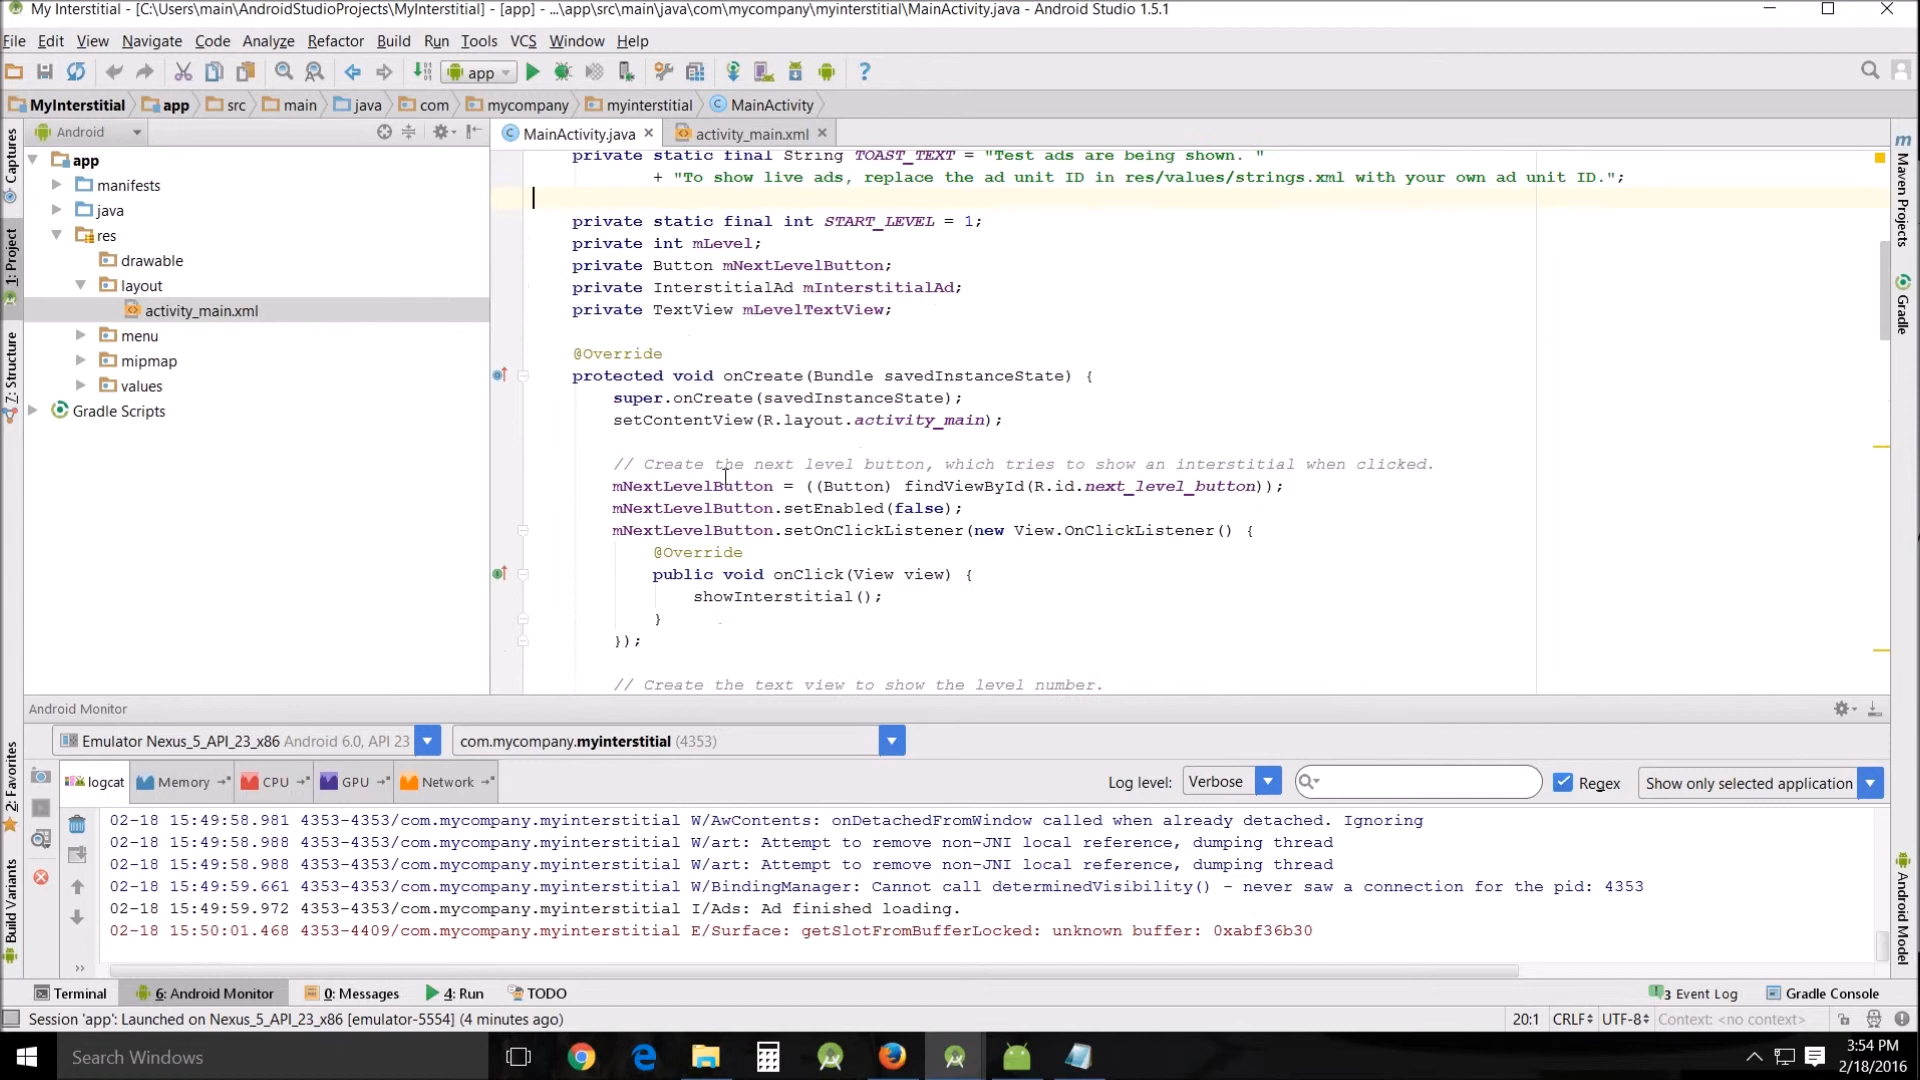 My Interstitial - [C:\Users\main\AndroidStudioProjects\MyInterstitial] - [app] - ...\app\src\main\java\com\mycompany\myinterstitial\MainActivity.java - Android Studio 1.5.1
File Edit View Navigate Code Analyze Refactor Build Run Tools VCS Window Help
app
MyInterstitial app src main java com mycompany myinterstitial MainActivity
Android
MainActivity.java
activity_main.xml
Captures
1: Project
Z: Structure
2: Favorites
Build Variants
app
manifests
java
res
drawable
layout
activity_main.xml
menu
mipmap
values
Gradle Scripts
private static final String TOAST_TEXT = "Test ads are being shown. "
+ "To show live ads, replace the ad unit ID in res/values/strings.xml with your own ad unit ID.";
private static final int START_LEVEL = 1;
private int mLevel;
private Button mNextLevelButton;
private InterstitialAd mInterstitialAd;
private TextView mLevelTextView;
@Override
protected void onCreate(Bundle savedInstanceState) {
super.onCreate(savedInstanceState);
setContentView(R.layout.activity_main);
// Create the next level button, which tries to show an interstitial when clicked.
mNextLevelButton = ((Button) findViewById(R.id.next_level_button));
mNextLevelButton.setEnabled(false);
mNextLevelButton.setOnClickListener(new View.OnClickListener() {
@Override
public void onClick(View view) {
showInterstitial();
}
});
// Create the text view to show the level number.
m
Maven Projects
Gradle
Android Model
Android Monitor
Emulator Nexus_5_API_23_x86 Android 6.0, API 23
com.mycompany.myinterstitial (4353)
logcat Memory CPU GPU Network
Log level: Verbose
Regex
Show only selected application
02-18 15:49:58.981 4353-4353/com.mycompany.myinterstitial W/AwContents: onDetachedFromWindow called when already detached. Ignoring
02-18 15:49:58.988 4353-4353/com.mycompany.myinterstitial W/art: Attempt to remove non-JNI local reference, dumping thread
02-18 15:49:58.988 4353-4353/com.mycompany.myinterstitial W/art: Attempt to remove non-JNI local reference, dumping thread
02-18 15:49:59.661 4353-4353/com.mycompany.myinterstitial W/BindingManager: Cannot call determinedVisibility() - never saw a connection for the pid: 4353
02-18 15:49:59.972 4353-4353/com.mycompany.myinterstitial I/Ads: Ad finished loading.
02-18 15:50:01.468 4353-4409/com.mycompany.myinterstitial E/Surface: getSlotFromBufferLocked: unknown buffer: 0xabf36b30
Terminal 6: Android Monitor 0: Messages 4: Run TODO 3 Event Log Gradle Console
Session 'app': Launched on Nexus_5_API_23_x86 [emulator-5554] (4 minutes ago)
20:1 CRLF UTF-8 Context: <no context>
Search Windows
3:54 PM
2/18/2016